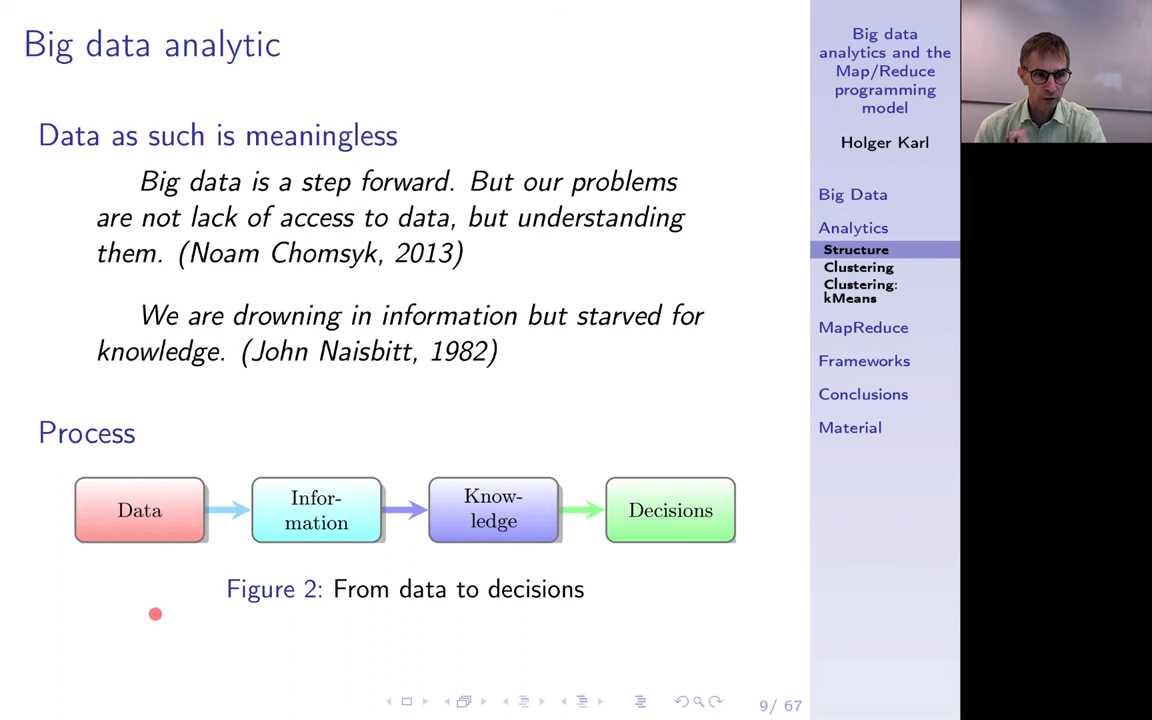 Big data analytic
Data as such is meaningless
Big data is a step forward. But our problems
are not lack of access to data, but understanding
them. (Noam Chomsyk, 2013)
We are drowning in information but starved for
knowledge. (John Naisbitt, 1982)
Process
Data
Infor-
mation
Know-
ledge
Decisions
Figure 2: From data to decisions
9/ 67
Big data
analytics and the
Map/Reduce
programming
model
Holger Karl
Big Data
Analytics
Structure
Clustering
Clustering:
kMeans
MapReduce
Frameworks
Conclusions
Material